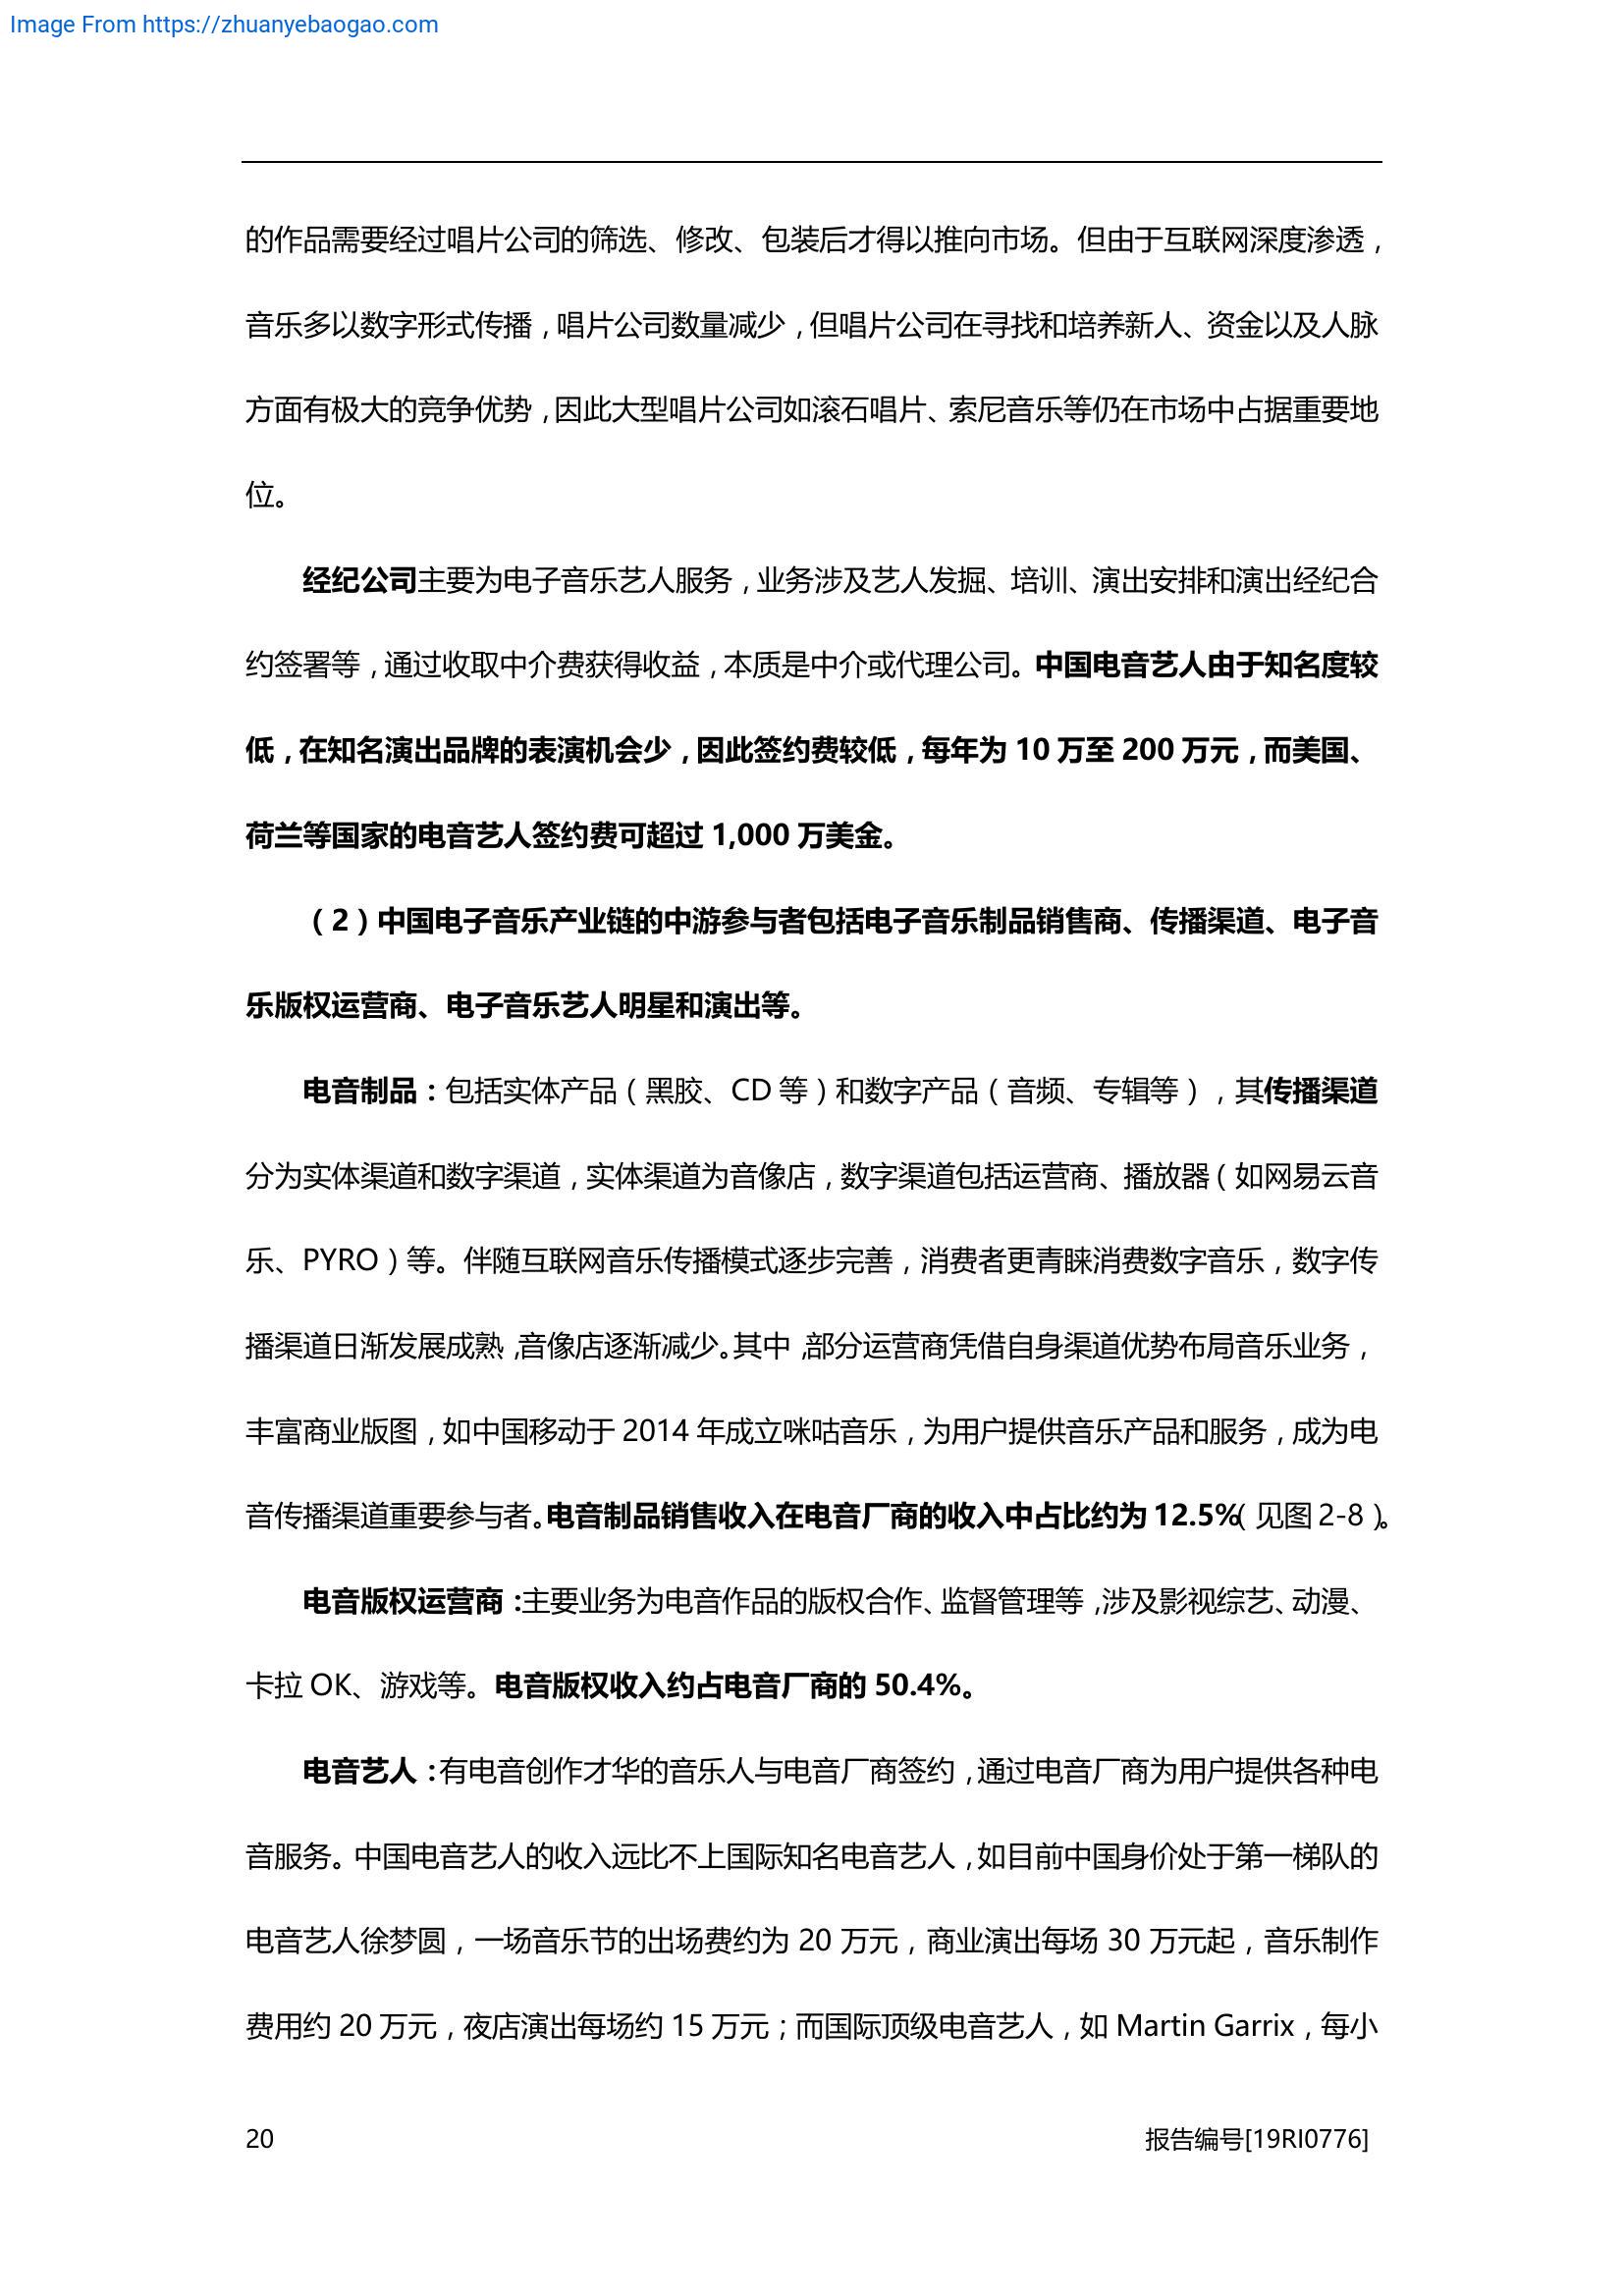 Image From https://zhuanyebaogao.com
的作品需要经过唱片公司的筛选、修改、包装后才得以推向市场。但由于互联网深度渗透，
音乐多以数字形式传播，唱片公司数量减少，但唱片公司在寻找和培养新人、资金以及人脉
方面有极大的竞争优势，因此大型唱片公司如滚石唱片、索尼音乐等仍在市场中占据重要地
位。
经纪公司主要为电子音乐艺人服务，业务涉及艺人发掘、培训、演出安排和演出经纪合
约签署等，通过收取中介费获得收益，本质是中介或代理公司。中国电音艺人由于知名度较
低，在知名演出品牌的表演机会少，因此签约费较低，每年为 10 万至 200 万元，而美国、
荷兰等国家的电音艺人签约费可超过 1,000 万美金。
（2）中国电子音乐产业链的中游参与者包括电子音乐制品销售商、传播渠道、电子音
乐版权运营商、电子音乐艺人明星和演出等。
电音制品：包括实体产品（黑胶、CD 等）和数字产品（音频、专辑等），其传播渠道
分为实体渠道和数字渠道，实体渠道为音像店，数字渠道包括运营商、播放器（如网易云音
乐、PYRO）等。伴随互联网音乐传播模式逐步完善，消费者更青睐消费数字音乐，数字传
播渠道日渐发展成熟，音像店逐渐减少。其中，部分运营商凭借自身渠道优势布局音乐业务，
丰富商业版图，如中国移动于 2014 年成立咪咕音乐，为用户提供音乐产品和服务，成为电
音传播渠道重要参与者。电音制品销售收入在电音厂商的收入中占比约为 12.5%（见图 2-8）。
电音版权运营商：主要业务为电音作品的版权合作、监督管理等，涉及影视综艺、动漫、
卡拉 OK、游戏等。电音版权收入约占电音厂商的 50.4%。
电音艺人：有电音创作才华的音乐人与电音厂商签约，通过电音厂商为用户提供各种电
音服务。中国电音艺人的收入远比不上国际知名电音艺人，如目前中国身价处于第一梯队的
电音艺人徐梦圆，一场音乐节的出场费约为 20 万元，商业演出每场 30 万元起，音乐制作
费用约 20 万元，夜店演出每场约 15 万元；而国际顶级电音艺人，如 Martin Garrix，每小
20 报告编号[19RI0776]